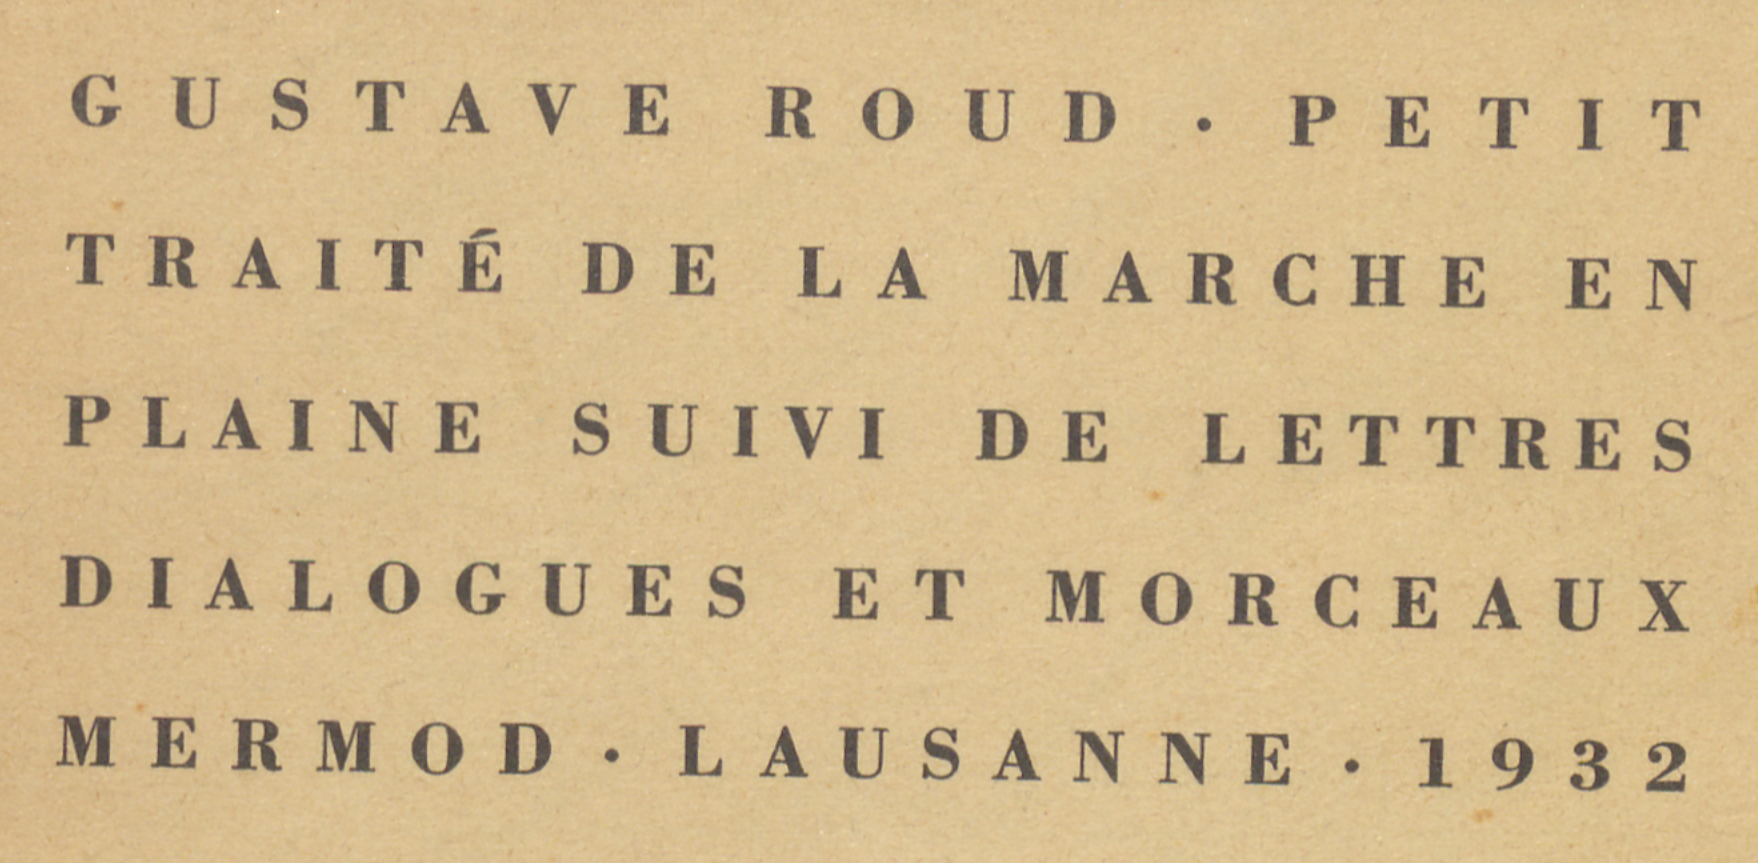 GUSTAVE ROUD · PETIT
TRAITÉ DE LA MARCHE EN
PLAINE SUIVI DE LETTRES
DIALOGUES ET MORCEAUX
MERMOD · LAUSANNE · 1932